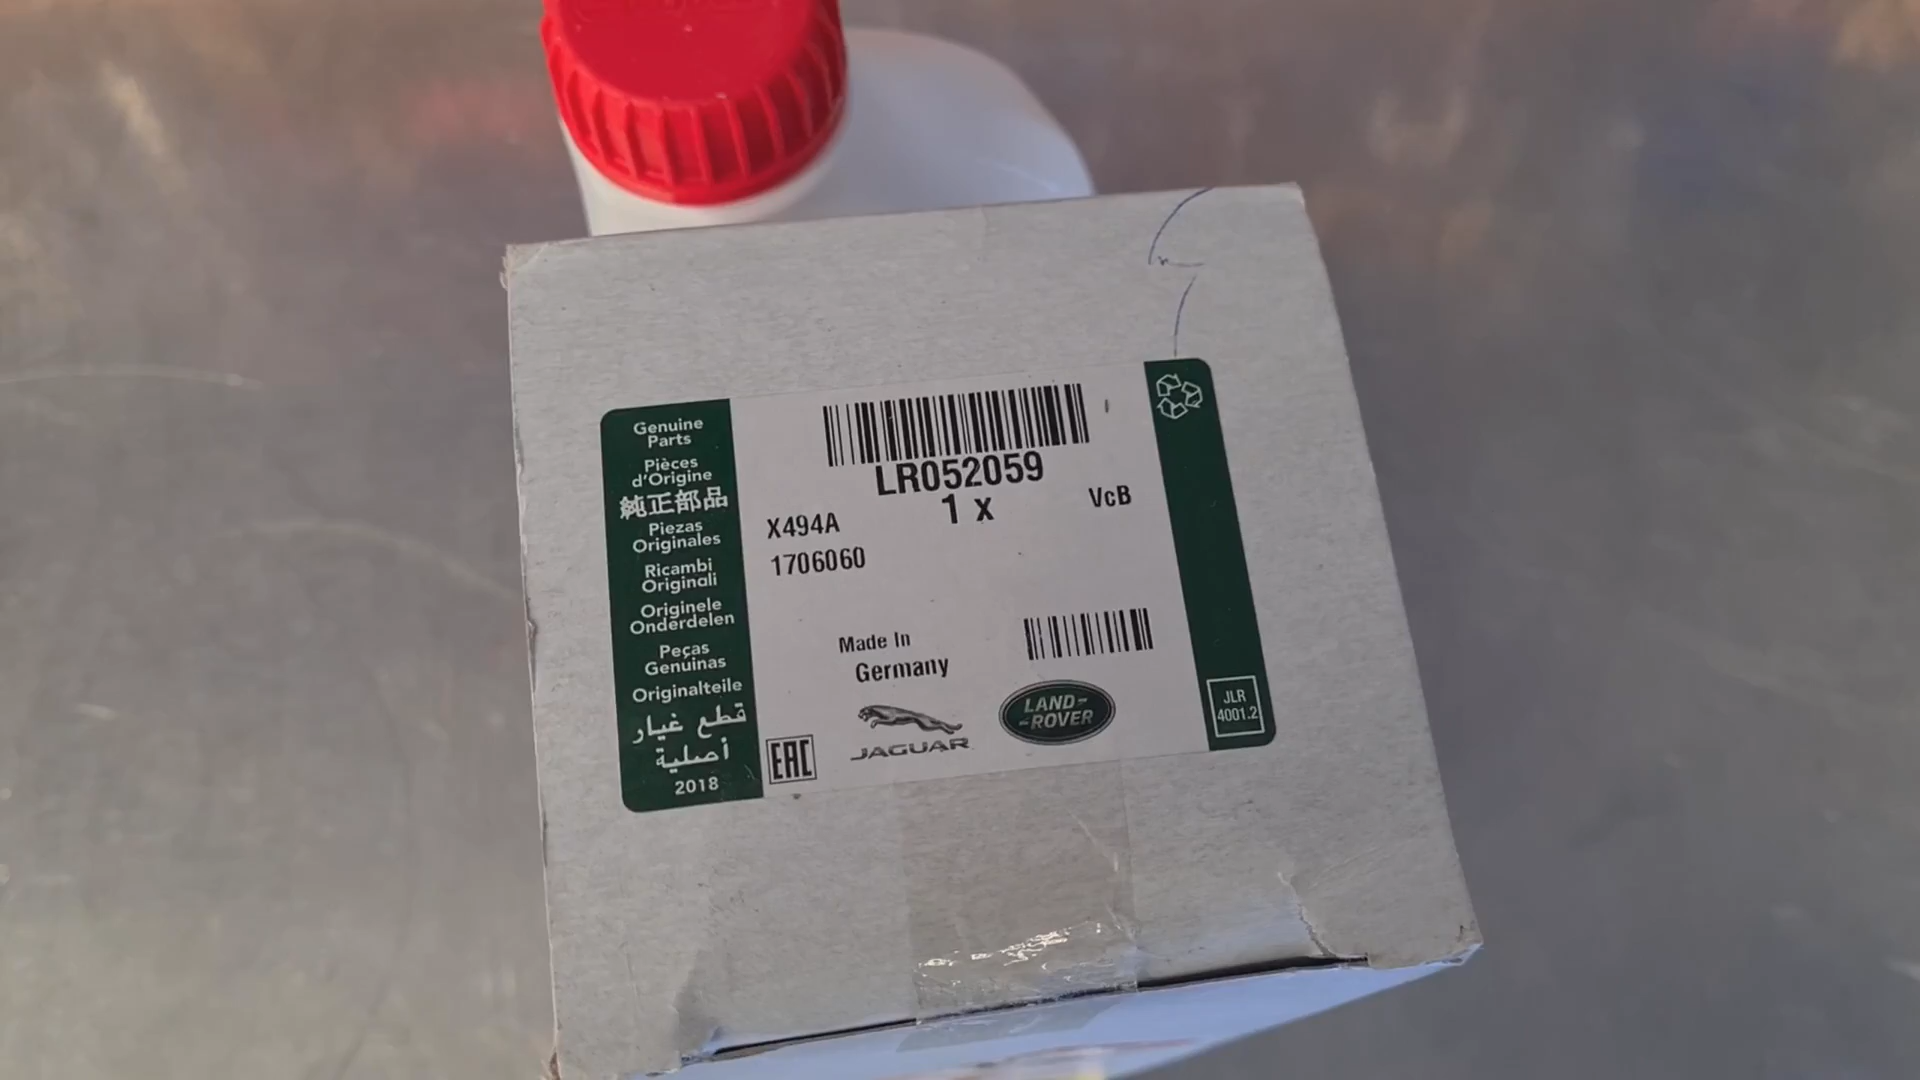 Genuine
Parts
Pièces
d'Origine
純正部品
Piezas
Originales
Ricambi
Originali
Originele
Onderdelen
Peças
Genuinas
Originalteile
قطع غيار
أصلية
2018
LR052059
1 x
VcB
X494A
1706060
Made In
Germany
EAC
JAGUAR
LAND-
-ROVER
JLR
4001.2